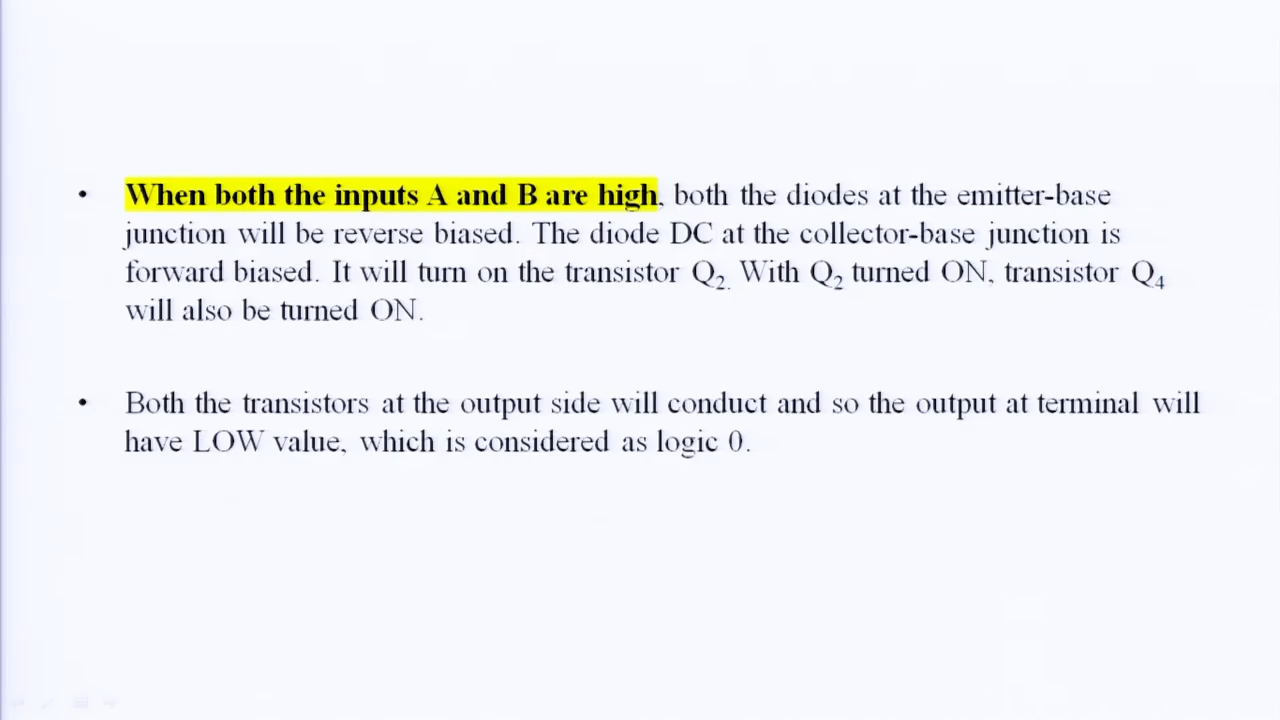 • When both the inputs A and B are high, both the diodes at the emitter-base
junction will be reverse biased. The diode DC at the collector-base junction is
forward biased. It will turn on the transistor Q₂. With Q₂ turned ON, transistor Q₄
will also be turned ON.
• Both the transistors at the output side will conduct and so the output at terminal will
have LOW value, which is considered as logic 0.